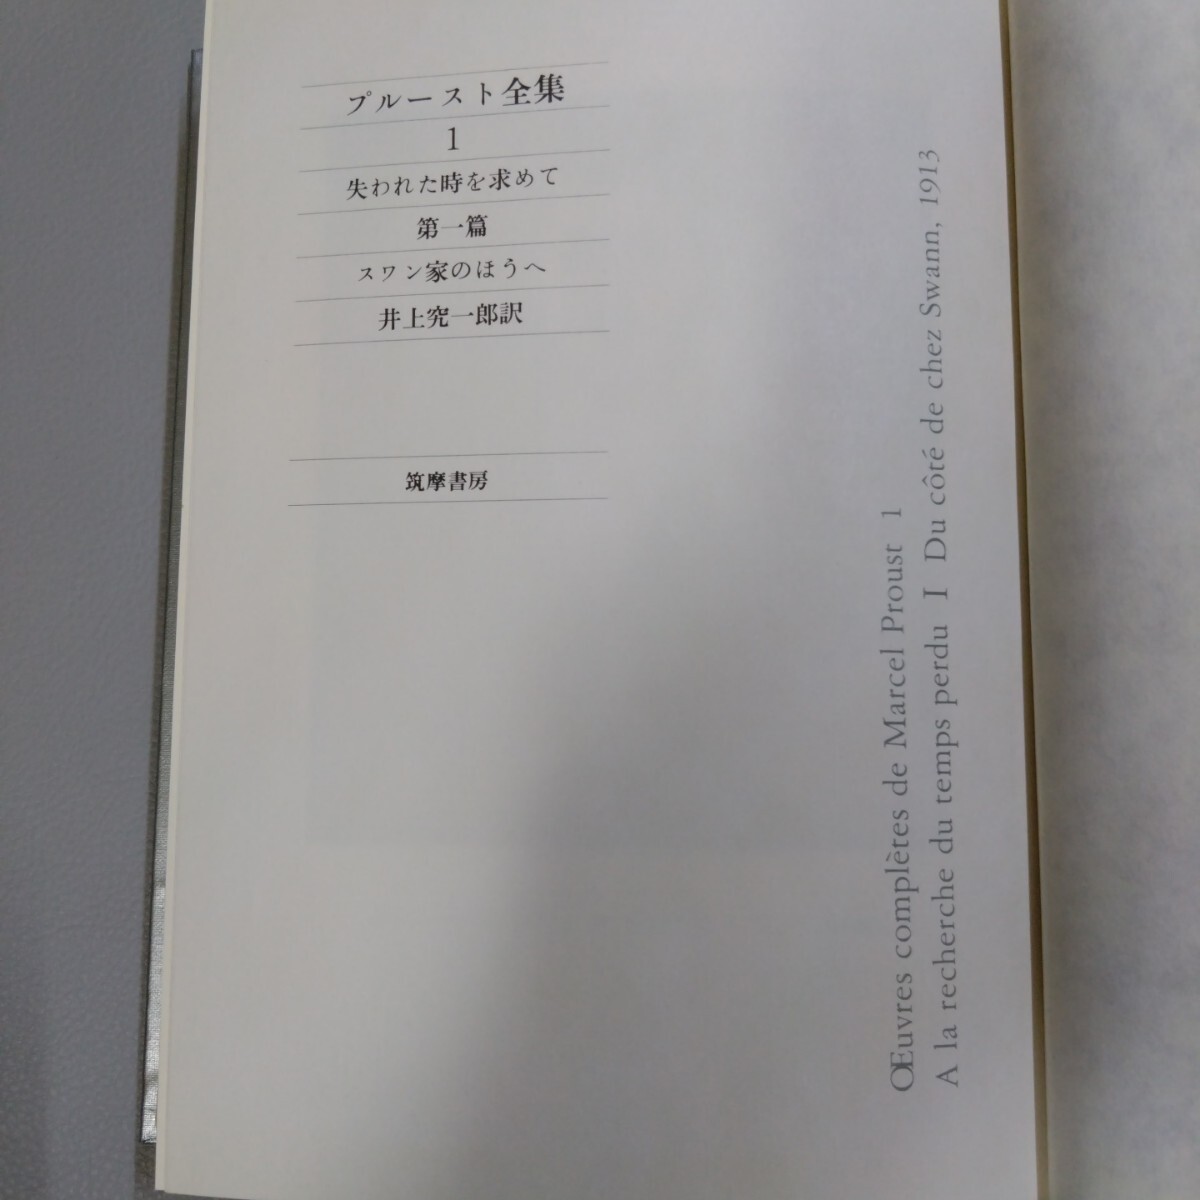 プルースト全集
1
失われた時を求めて
第一篇
スワン家のほうへ
井上究一郎訳
筑摩書房
Œuvres complètes de Marcel Proust 1
A la recherche du temps perdu I Du côté de chez Swann, 1913